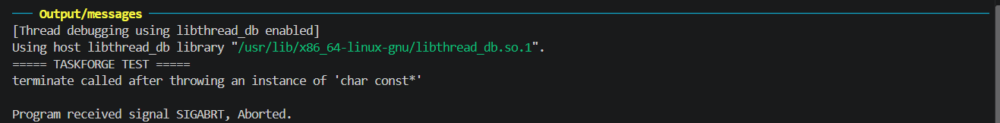 Output/messages
[Thread debugging using libthread_db enabled]
Using host libthread_db library "/usr/lib/x86_64-linux-gnu/libthread_db.so.1".
===== TASKFORGE TEST =====
terminate called after throwing an instance of 'char const*'
Program received signal SIGABRT, Aborted.